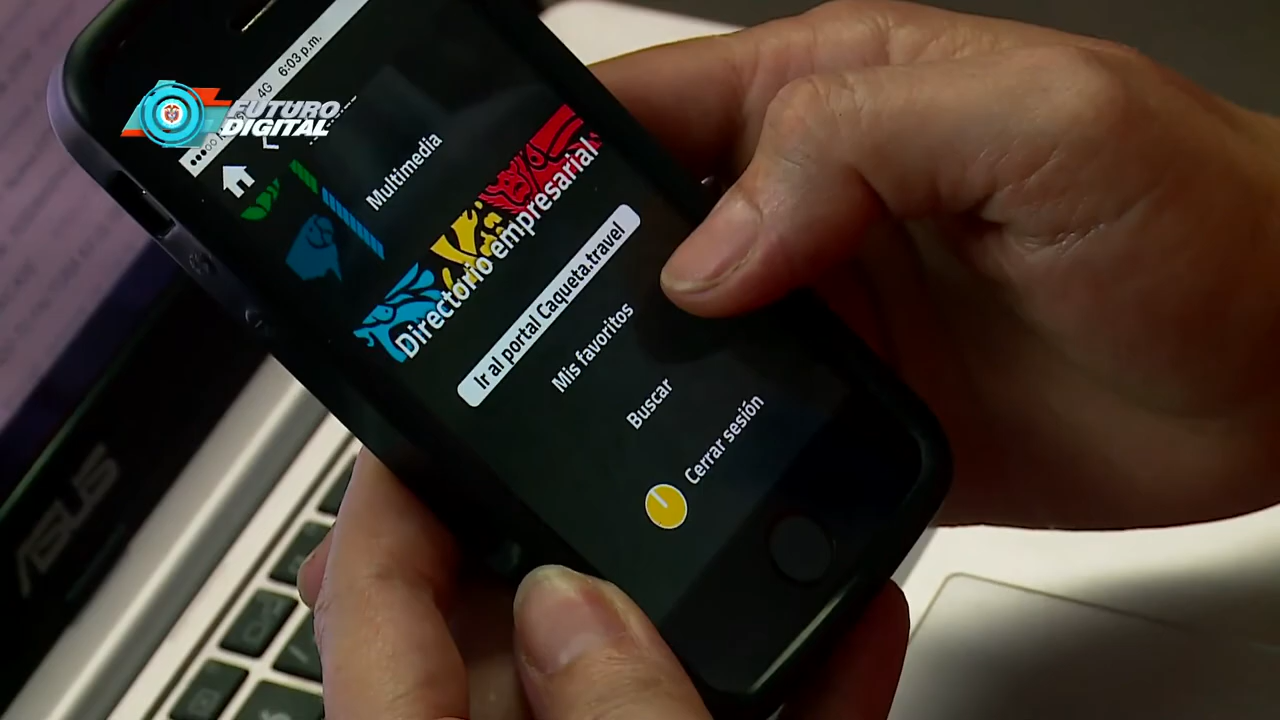 FUTURO
DIGITAL
4G 6:03 p.m.
Multimedia
Directorio empresarial
Ir al portal Caqueta.travel
Mis favoritos
Buscar
Cerrar sesión
ASUS